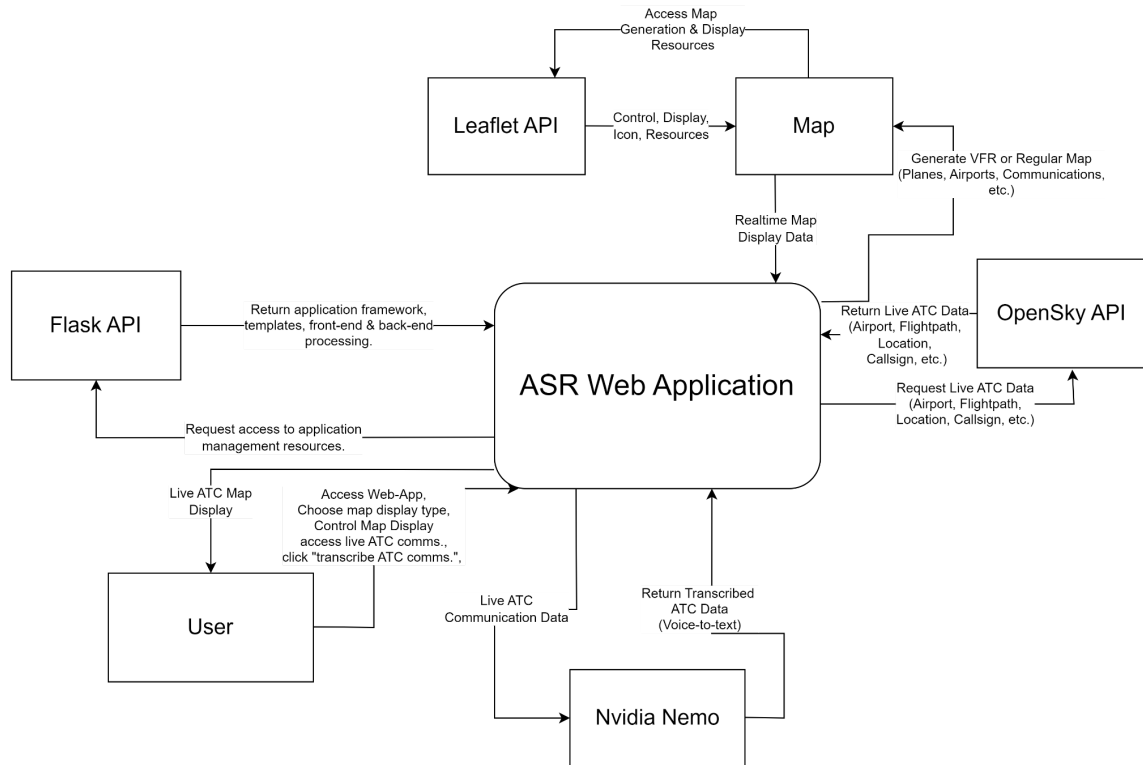 Access Map
Generation & Display
Resources
Leaflet API
Control, Display,
Icon, Resources
Map
Generate VFR or Regular Map
(Planes, Airports, Communications,
etc.)
Realtime Map
Display Data
Flask API
Return application framework,
templates, front-end & back-end
processing.
ASR Web Application
Return Live ATC Data
(Airport, Flightpath,
Location,
Callsign, etc.)
OpenSky API
Request Live ATC Data
(Airport, Flightpath,
Location, Callsign, etc.)
Request access to application
management resources.
Live ATC Map
Display
Access Web-App,
Choose map display type,
Control Map Display
access live ATC comms.,
click "transcribe ATC comms.",
User
Live ATC
Communication Data
Return Transcribed
ATC Data
(Voice-to-text)
Nvidia Nemo